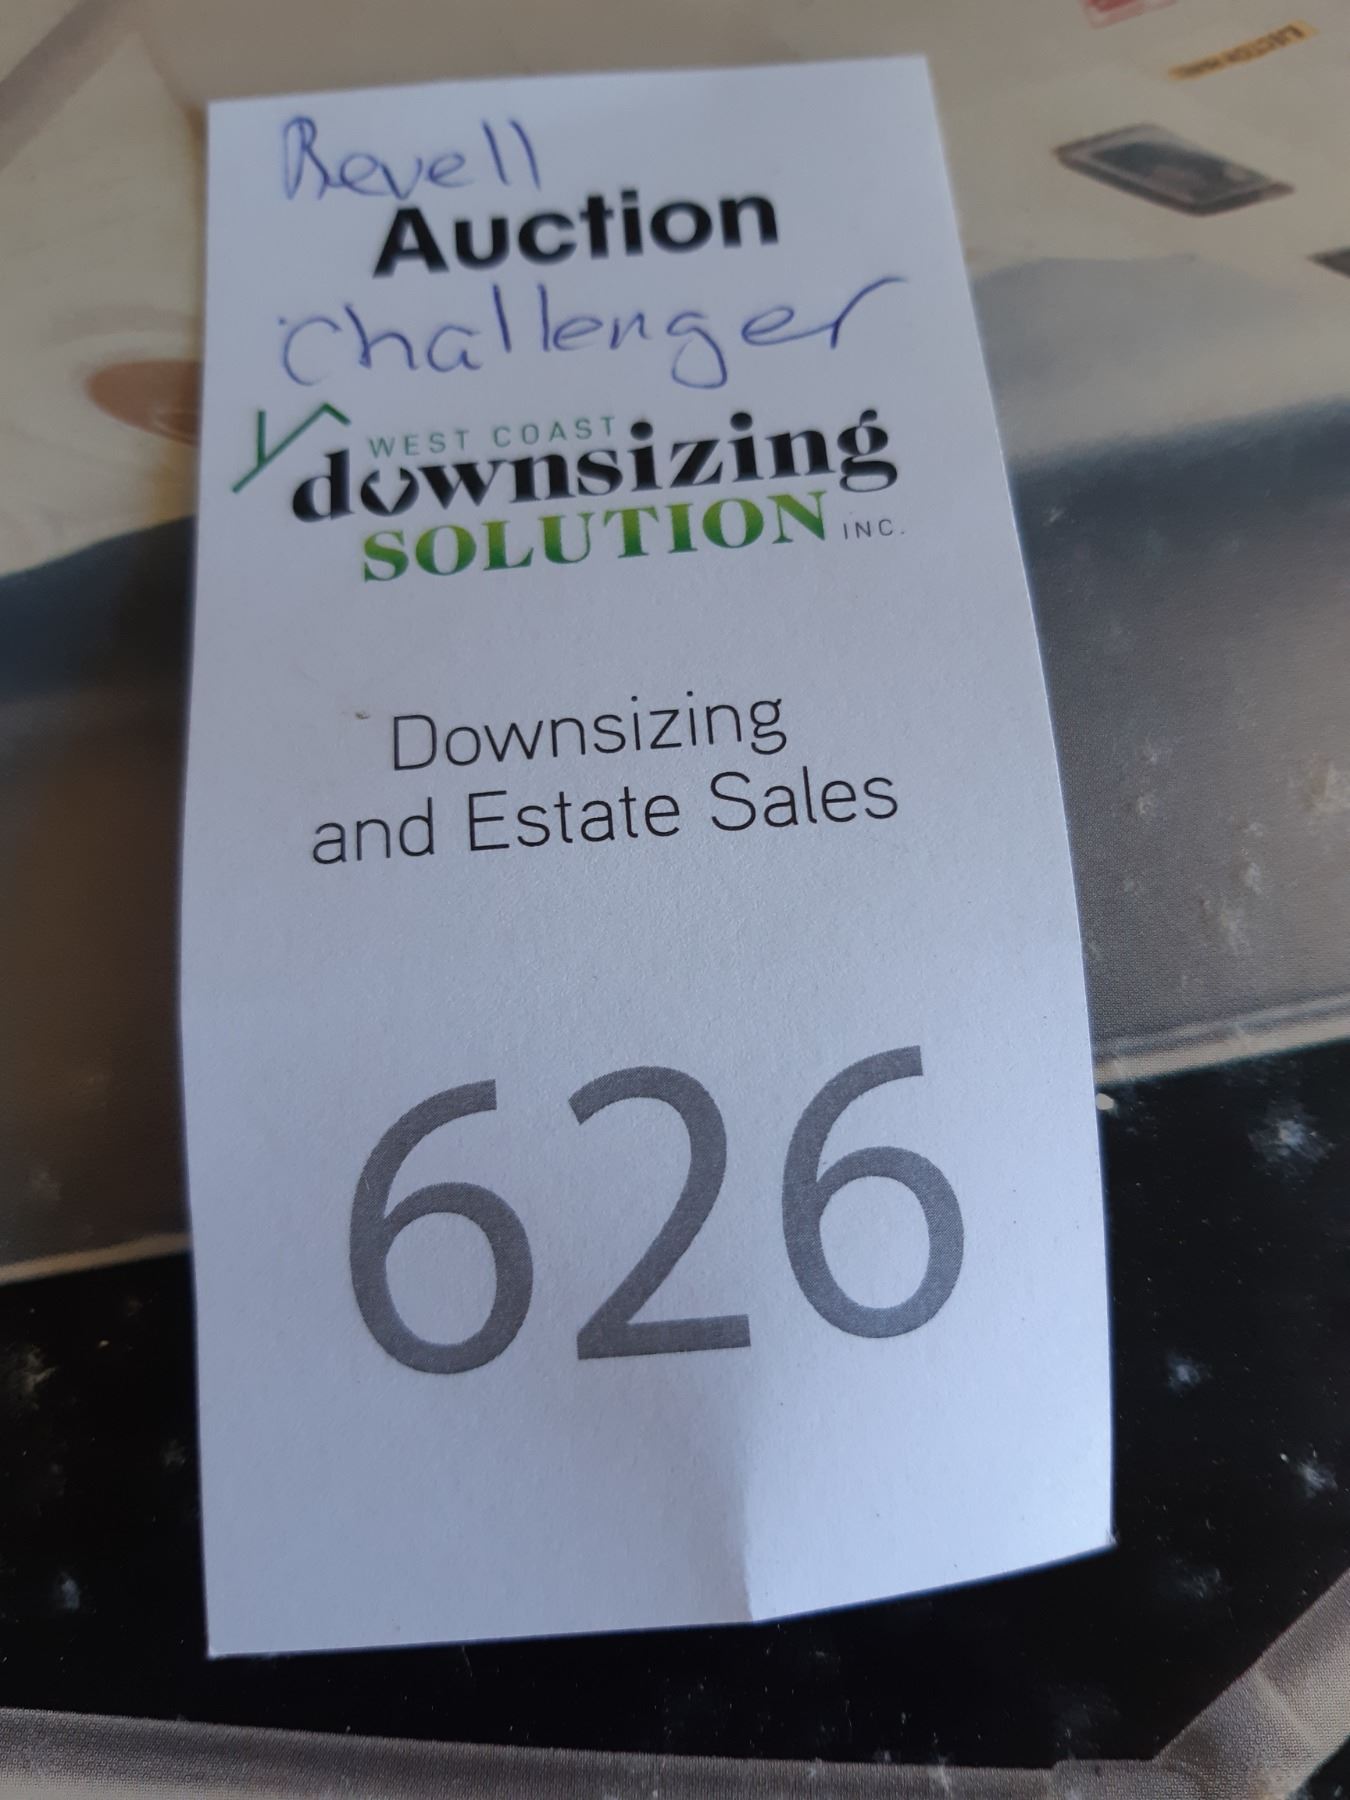 Revell
Auction
Challenger
WEST COAST
downsizing
SOLUTION INC.
Downsizing
and Estate Sales
626